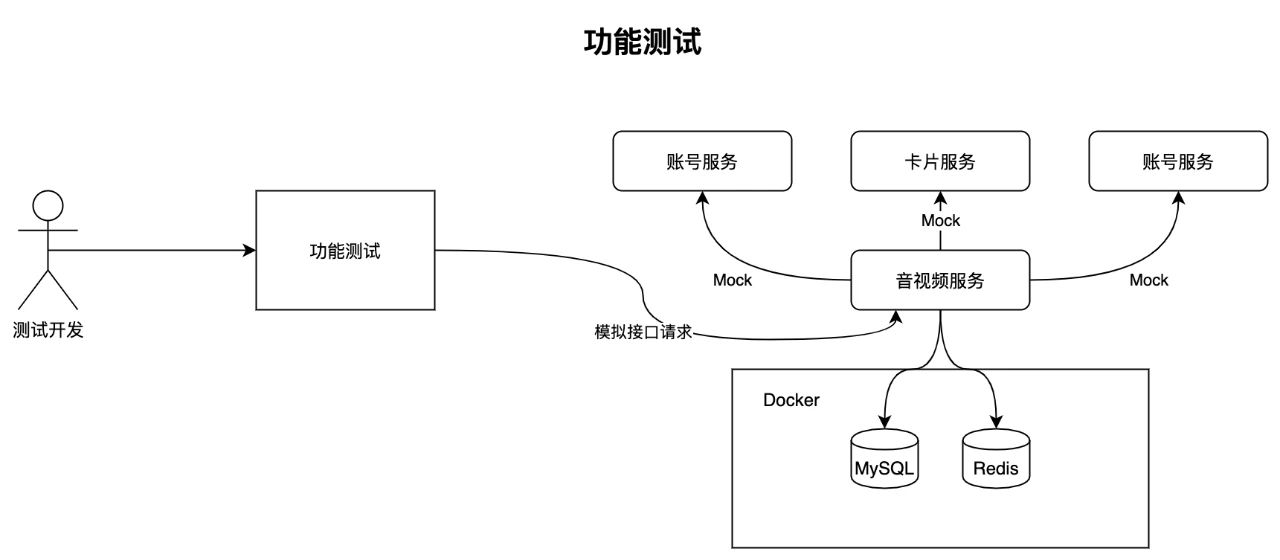 功能测试
账号服务
卡片服务
账号服务
Mock
功能测试
音视频服务
Mock
Mock
测试开发
模拟接口请求
Docker
MySQL
Redis